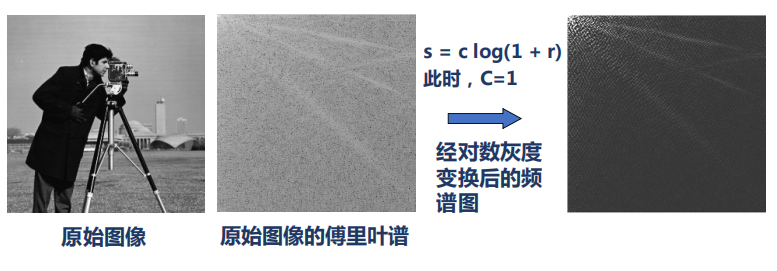 s = c log(1 + r)
此时，C=1
经对数灰度
变换后的频
谱图
原始图像
原始图像的傅里叶谱